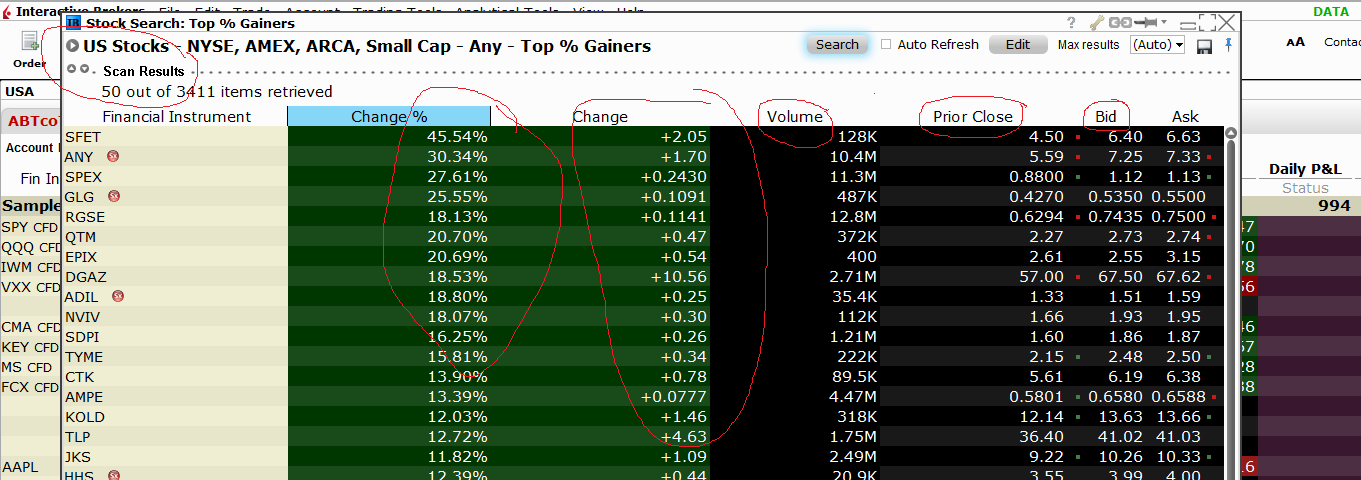 Interactive Brokers
File Edit Trade Account Trading Tools Analytical Tools View Help
DATA
Order
IB Stock Search: Top % Gainers
?
US Stocks - NYSE, AMEX, ARCA, Small Cap - Any - Top % Gainers
Search Auto Refresh Edit Max results (Auto)
AA
Scan Results
50 out of 3411 items retrieved
Financial Instrument Change % Change Volume Prior Close Bid Ask
SFET 45.54% +2.05 128K 4.50 6.40 6.63
ANY 30.34% +1.70 10.4M 5.59 7.25 7.33
SPEX 27.61% +0.2430 11.3M 0.8800 1.12 1.13
GLG 25.55% +0.1091 487K 0.4270 0.5350 0.5500
RGSE 18.13% +0.1141 12.8M 0.6294 0.7435 0.7500
QTM 20.70% +0.47 372K 2.27 2.73 2.74
EPIX 20.69% +0.54 400 2.61 2.55 3.15
DGAZ 18.53% +10.56 2.71M 57.00 67.50 67.62
ADIL 18.80% +0.25 35.4K 1.33 1.51 1.59
NVIV 18.07% +0.30 112K 1.66 1.93 1.95
SDPI 16.25% +0.26 1.21M 1.60 1.86 1.87
TYME 15.81% +0.34 222K 2.15 2.48 2.50
CTK 13.90% +0.78 89.5K 5.61 6.19 6.38
AMPE 13.39% +0.0777 4.47M 0.5801 0.6580 0.6588
KOLD 12.03% +1.46 318K 12.14 13.63 13.66
TLP 12.72% +4.63 1.75M 36.40 41.02 41.03
JKS 11.82% +1.09 2.49M 9.22 10.26 10.33
HHS 12.39% +0.44 20.9K 3.55 3.99 4.00
USA
Account
Fin In
Sample
SPY CFD
QQQ CFD
IWM CFD
VXX CFD
CMA CFD
KEY CFD
MS CFD
FCX CFD
AAPL
Daily P&L
Status
994